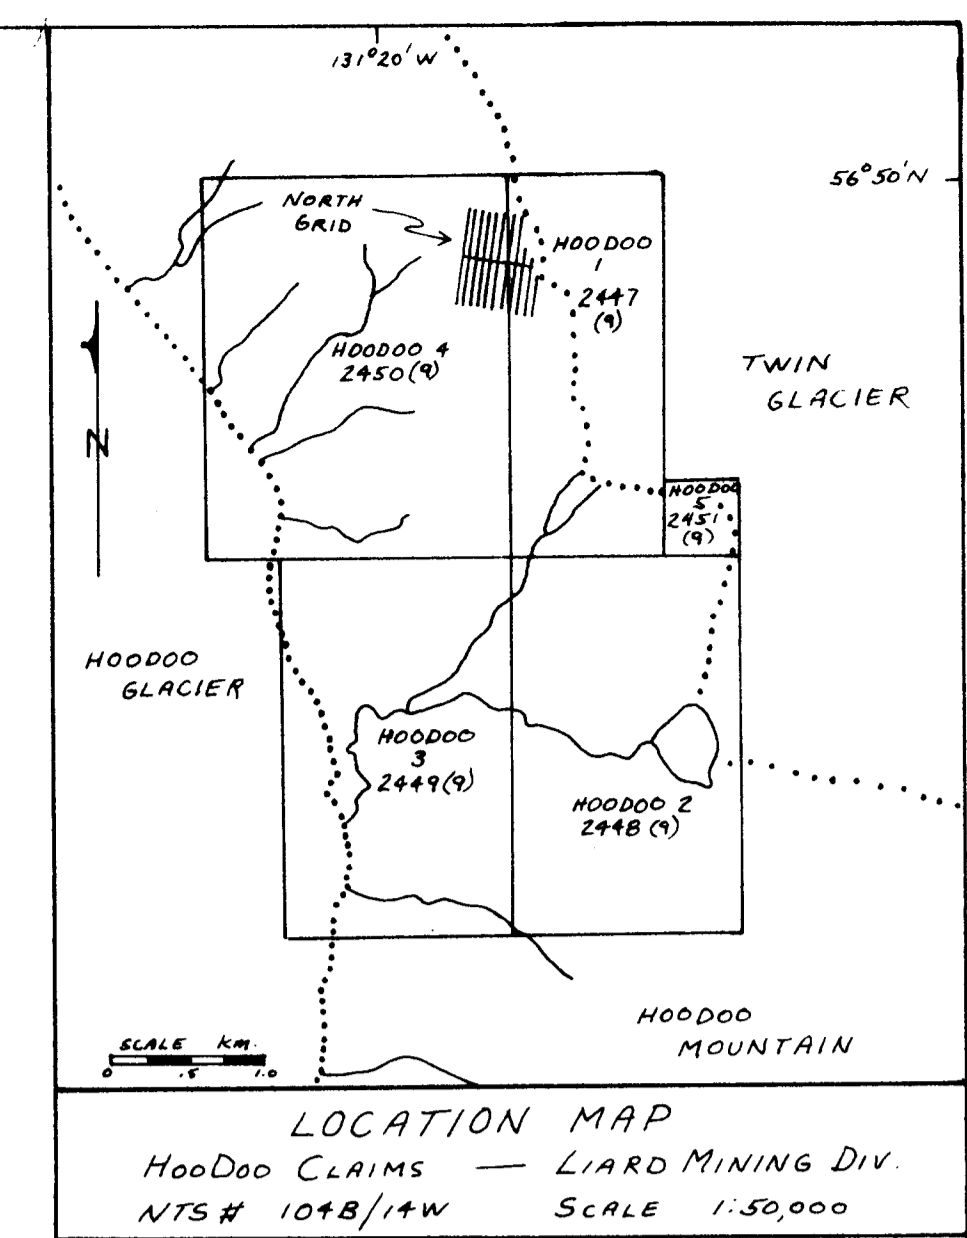 131°20'W
56°50'N
NORTH
GRID
HOODOO
1
2447
(9)
HOODOO 4
2450(9)
TWIN
GLACIER
N
HOODOO
5
2451
(9)
HOODOO
GLACIER
HOODOO
3
2449(9)
HOODOO 2
2448(9)
HOODOO
MOUNTAIN
SCALE KM.
0 .5 1.0
LOCATION MAP
HOODOO CLAIMS — LIARD MINING DIV.
NTS# 104B/14W SCALE 1:50,000